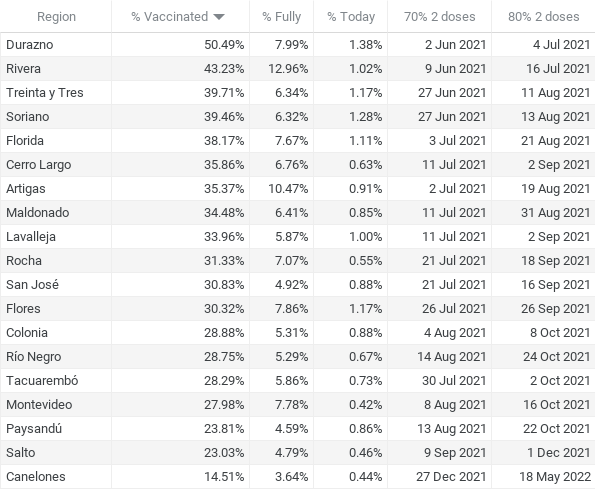 Region % Vaccinated % Fully % Today 70% 2 doses 80% 2 doses
Durazno 50.49% 7.99% 1.38% 2 Jun 2021 4 Jul 2021
Rivera 43.23% 12.96% 1.02% 9 Jun 2021 16 Jul 2021
Treinta y Tres 39.71% 6.34% 1.17% 27 Jun 2021 11 Aug 2021
Soriano 39.46% 6.32% 1.28% 27 Jun 2021 13 Aug 2021
Florida 38.17% 7.67% 1.11% 3 Jul 2021 21 Aug 2021
Cerro Largo 35.86% 6.76% 0.63% 11 Jul 2021 2 Sep 2021
Artigas 35.37% 10.47% 0.91% 2 Jul 2021 19 Aug 2021
Maldonado 34.48% 6.41% 0.85% 11 Jul 2021 31 Aug 2021
Lavalleja 33.96% 5.87% 1.00% 11 Jul 2021 2 Sep 2021
Rocha 31.33% 7.07% 0.55% 21 Jul 2021 18 Sep 2021
San José 30.83% 4.92% 0.88% 21 Jul 2021 16 Sep 2021
Flores 30.32% 7.86% 1.17% 26 Jul 2021 26 Sep 2021
Colonia 28.88% 5.31% 0.88% 4 Aug 2021 8 Oct 2021
Río Negro 28.75% 5.29% 0.67% 14 Aug 2021 24 Oct 2021
Tacuarembó 28.29% 5.86% 0.73% 30 Jul 2021 2 Oct 2021
Montevideo 27.98% 7.78% 0.42% 8 Aug 2021 16 Oct 2021
Paysandú 23.81% 4.59% 0.86% 13 Aug 2021 22 Oct 2021
Salto 23.03% 4.79% 0.46% 9 Sep 2021 1 Dec 2021
Canelones 14.51% 3.64% 0.44% 27 Dec 2021 18 May 2022